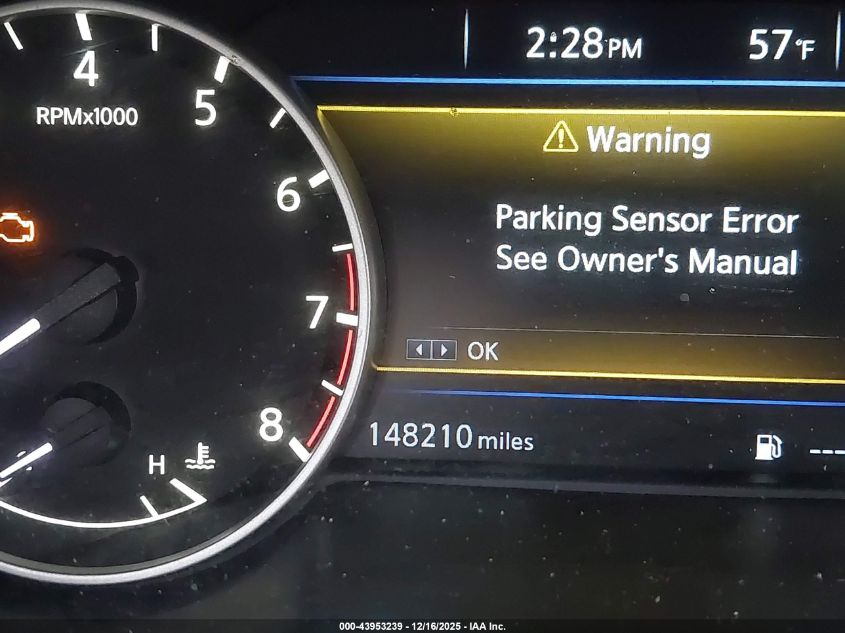 2:28PM 57°F
4
5
RPMx1000
Warning
6
Parking Sensor Error
See Owner's Manual
7
OK
8
148210 miles
H
---
000-43953239 - 12/16/2025 - IAA Inc.